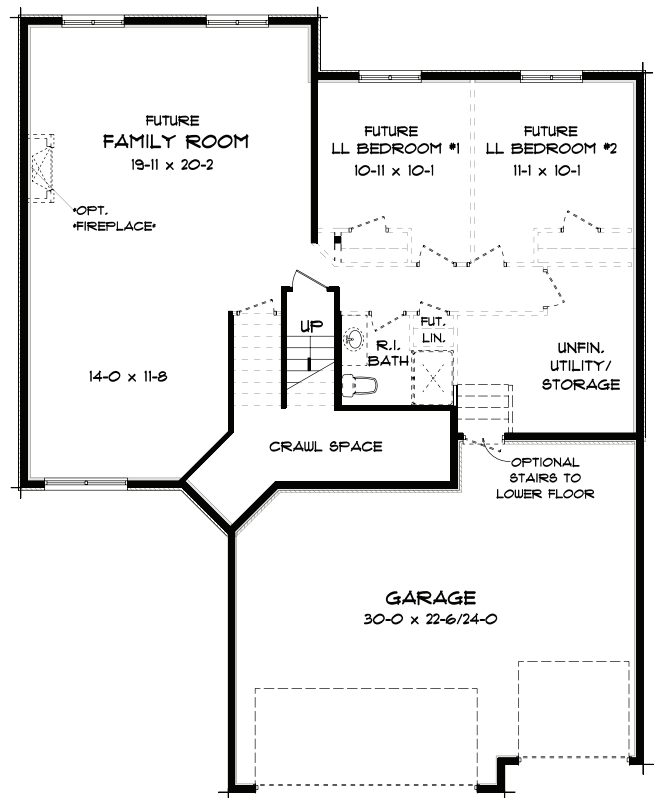 FUTURE
FAMILY ROOM
19-11 x 20-2
FUTURE
LL BEDROOM #1
10-11 x 10-1
FUTURE
LL BEDROOM #2
11-1 x 10-1
*OPT.
*FIREPLACE*
UP
FUT.
LIN.
R.I.
BATH
UNFIN.
UTILITY/
STORAGE
14-0 x 11-8
CRAWL SPACE
OPTIONAL
STAIRS TO
LOWER FLOOR
GARAGE
30-0 x 22-6/24-0